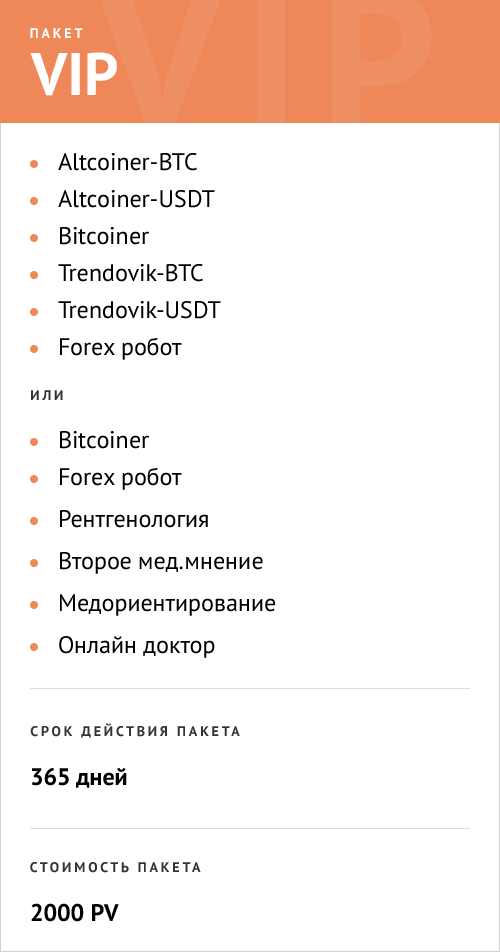 ПАКЕТ
VIP
Altcoiner-BTC
Altcoiner-USDT
Bitcoiner
Trendovik-BTC
Trendovik-USDT
Forex робот
ИЛИ
Bitcoiner
Forex робот
Рентгенология
Второе мед.мнение
Медориентирование
Онлайн доктор
СРОК ДЕЙСТВИЯ ПАКЕТА
365 дней
СТОИМОСТЬ ПАКЕТА
2000 PV